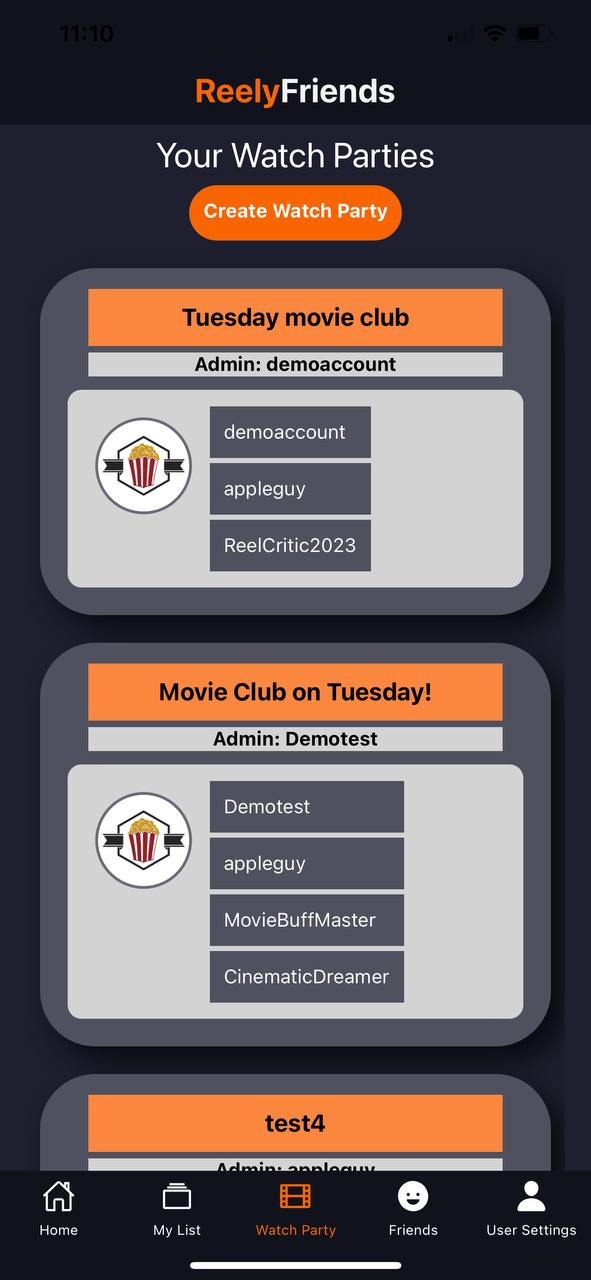 11:10
ReelyFriends
Your Watch Parties
Create Watch Party
Tuesday movie club
Admin: demoaccount
demoaccount
appleguy
ReelCritic2023
Movie Club on Tuesday!
Admin: Demotest
Demotest
appleguy
MovieBuffMaster
CinematicDreamer
test4
Admin: appleguy
Home
My List
Watch Party
Friends
User Settings